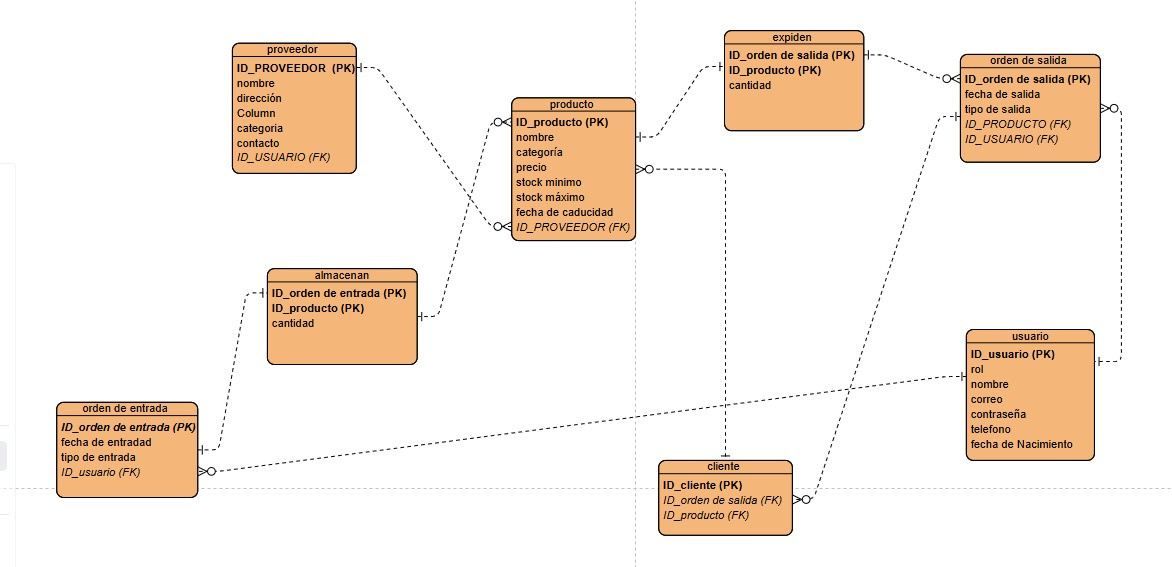 proveedor
ID_PROVEEDOR (PK)
nombre
dirección
Column
categoria
contacto
ID_USUARIO (FK)
producto
ID_producto (PK)
nombre
categoría
precio
stock minimo
stock máximo
fecha de caducidad
ID_PROVEEDOR (FK)
expiden
ID_orden de salida (PK)
ID_producto (PK)
cantidad
orden de salida
ID_orden de salida (PK)
fecha de salida
tipo de salida
ID_PRODUCTO (FK)
ID_USUARIO (FK)
almacenan
ID_orden de entrada (PK)
ID_producto (PK)
cantidad
orden de entrada
ID_orden de entrada (PK)
fecha de entradad
tipo de entrada
ID_usuario (FK)
usuario
ID_usuario (PK)
rol
nombre
correo
contraseña
telefono
fecha de Nacimiento
cliente
ID_cliente (PK)
ID_orden de salida (FK)
ID_producto (FK)